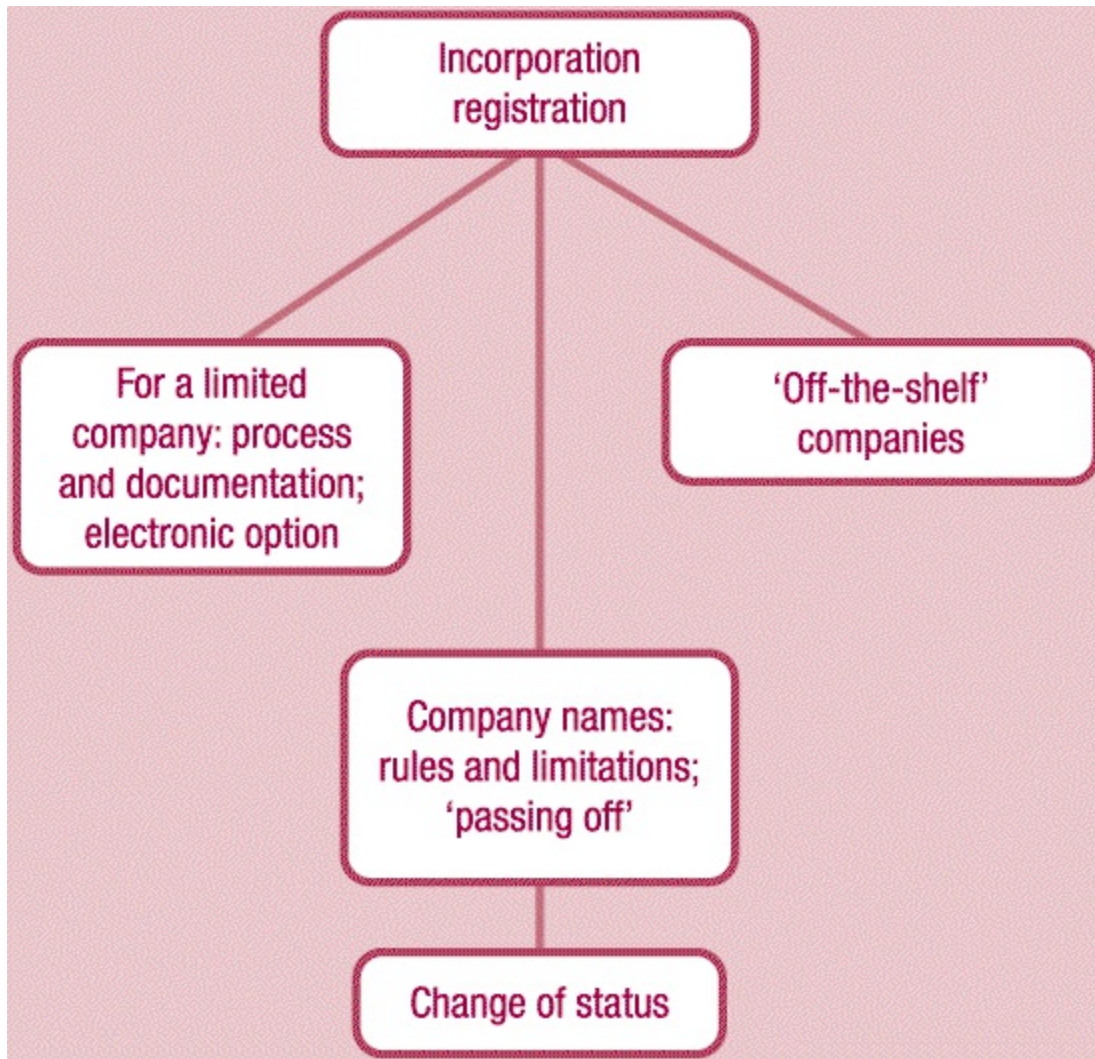 Incorporation
registration
For a limited
company: process
and documentation;
electronic option
‘Off-the-shelf’
companies
Company names:
rules and limitations;
‘passing off’
Change of status